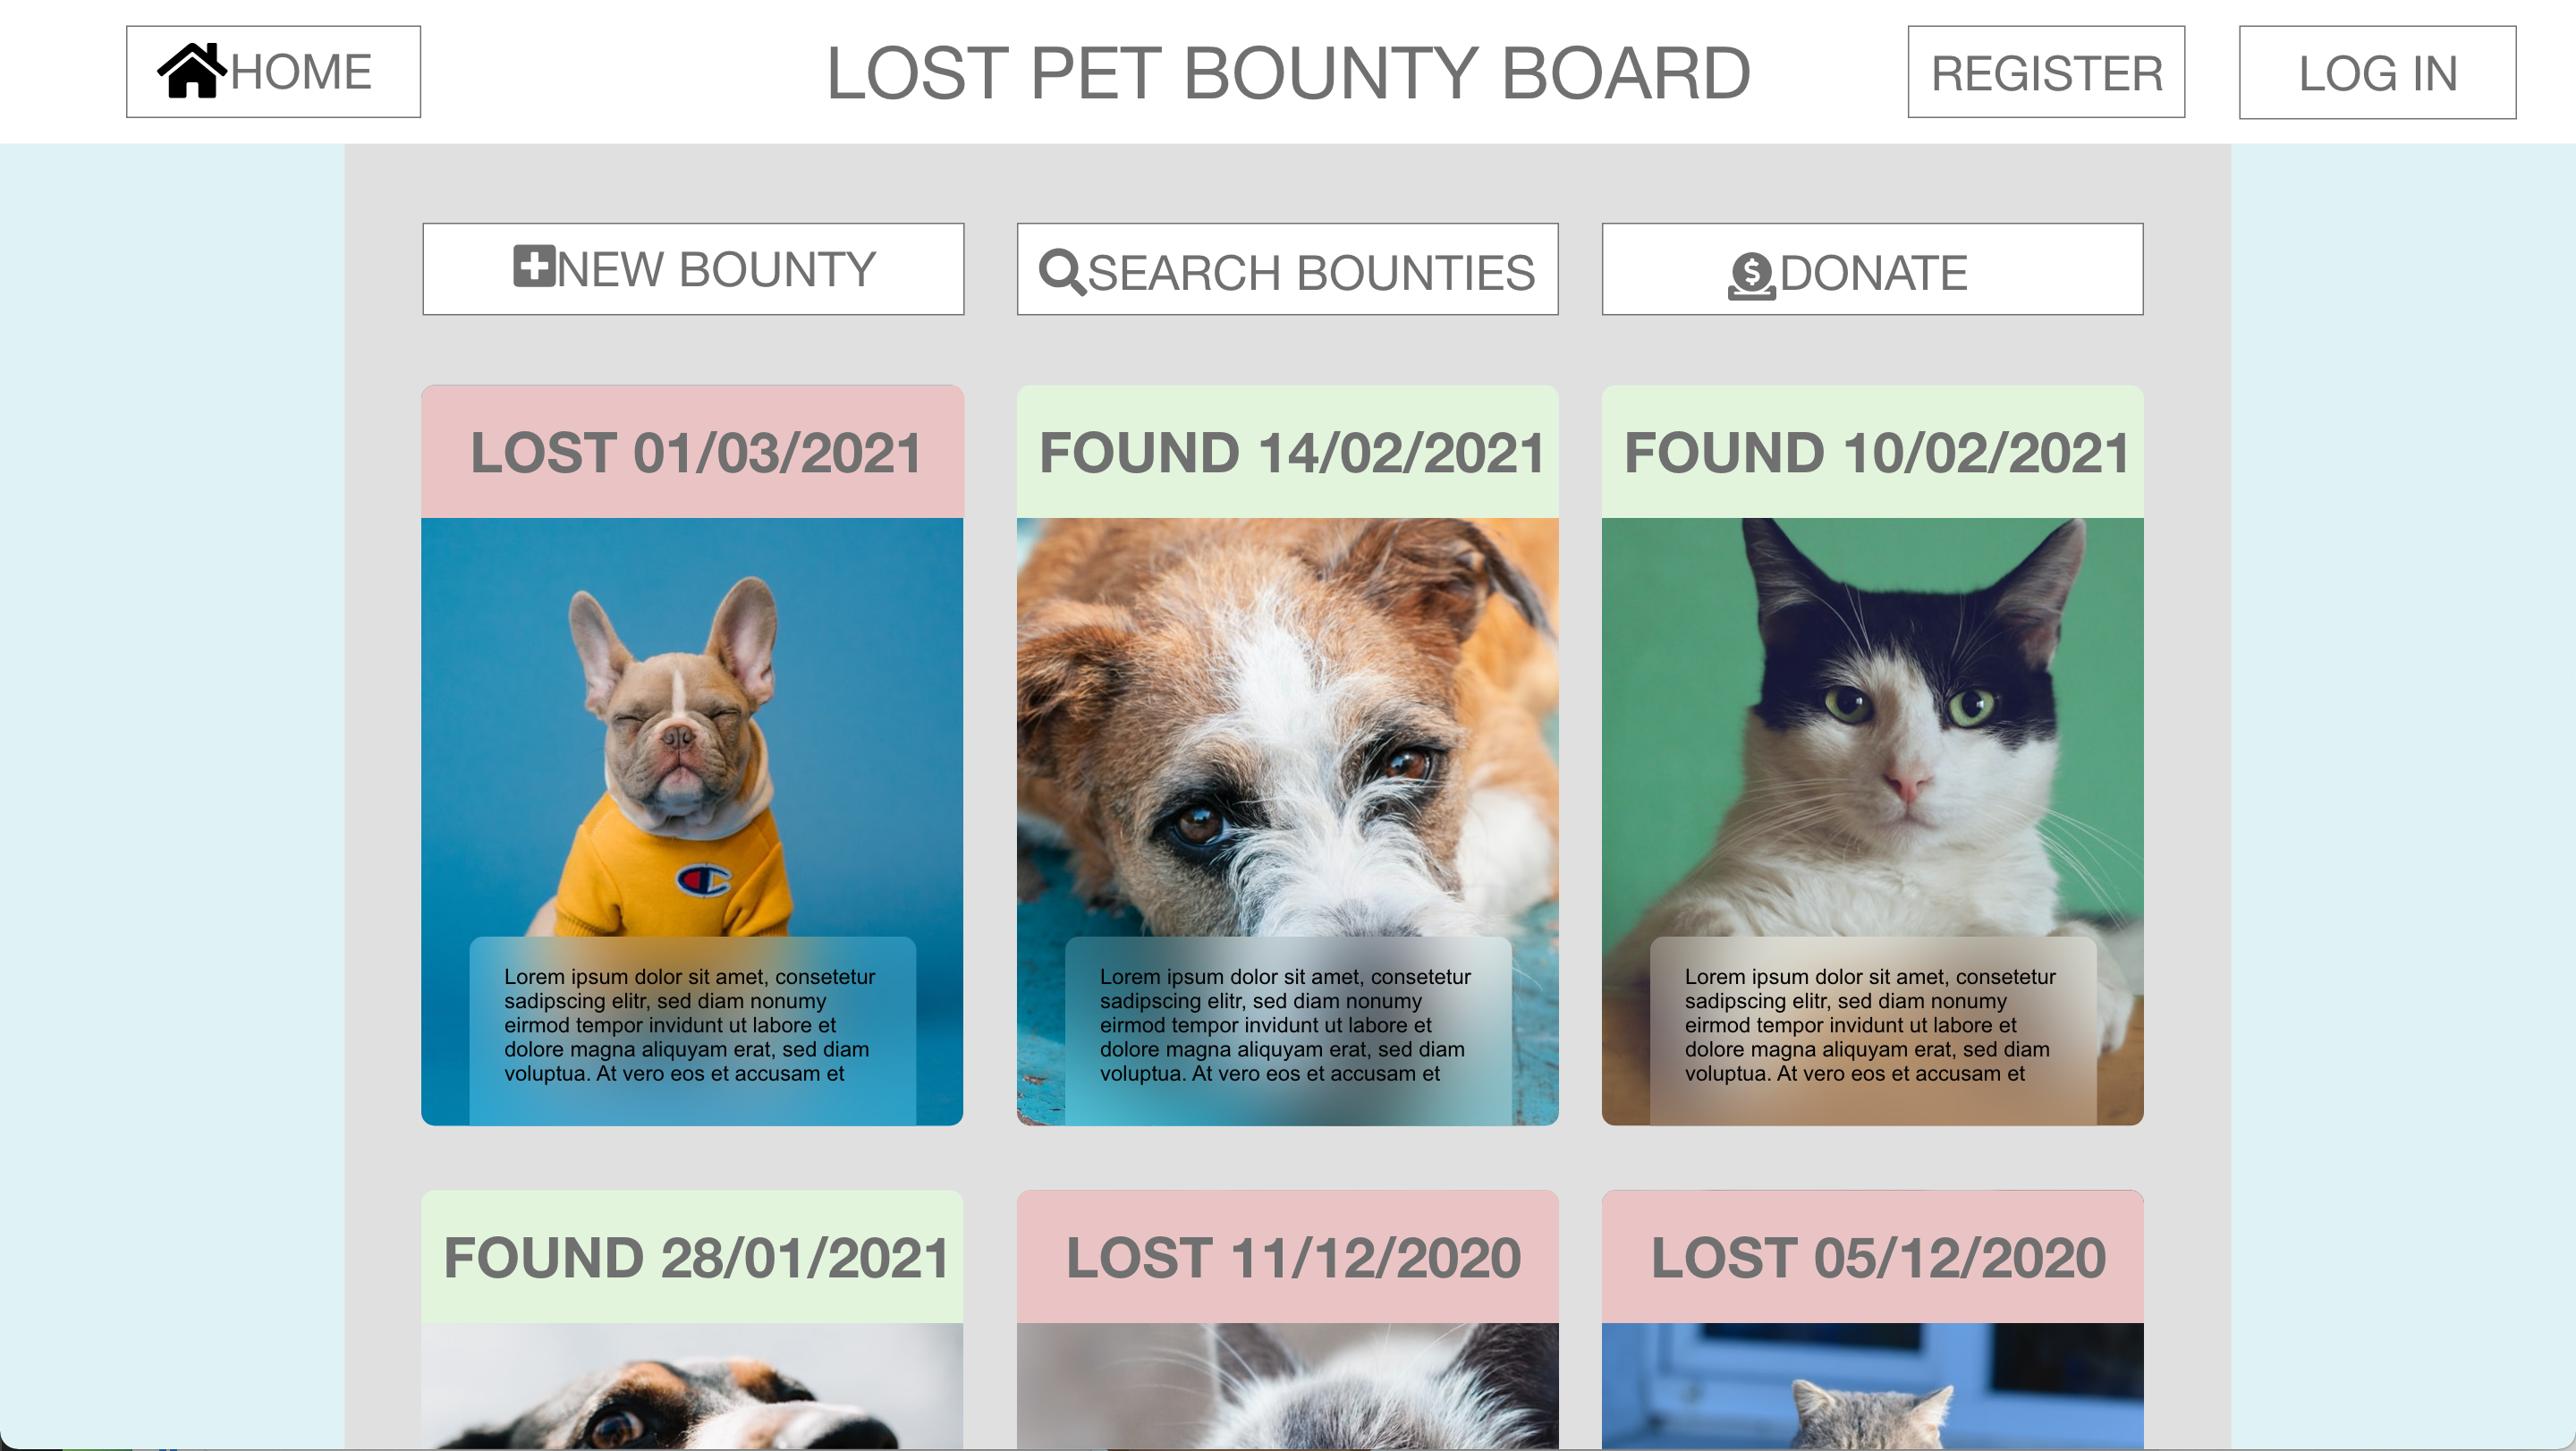 HOME
LOST PET BOUNTY BOARD
REGISTER
LOG IN
NEW BOUNTY
SEARCH BOUNTIES
DONATE
LOST 01/03/2021
FOUND 14/02/2021
FOUND 10/02/2021
Lorem ipsum dolor sit amet, consetetur
sadipscing elitr, sed diam nonumy
eirmod tempor invidunt ut labore et
dolore magna aliquyam erat, sed diam
voluptua. At vero eos et accusam et
Lorem ipsum dolor sit amet, consetetur
sadipscing elitr, sed diam nonumy
eirmod tempor invidunt ut labore et
dolore magna aliquyam erat, sed diam
voluptua. At vero eos et accusam et
Lorem ipsum dolor sit amet, consetetur
sadipscing elitr, sed diam nonumy
eirmod tempor invidunt ut labore et
dolore magna aliquyam erat, sed diam
voluptua. At vero eos et accusam et
FOUND 28/01/2021
LOST 11/12/2020
LOST 05/12/2020